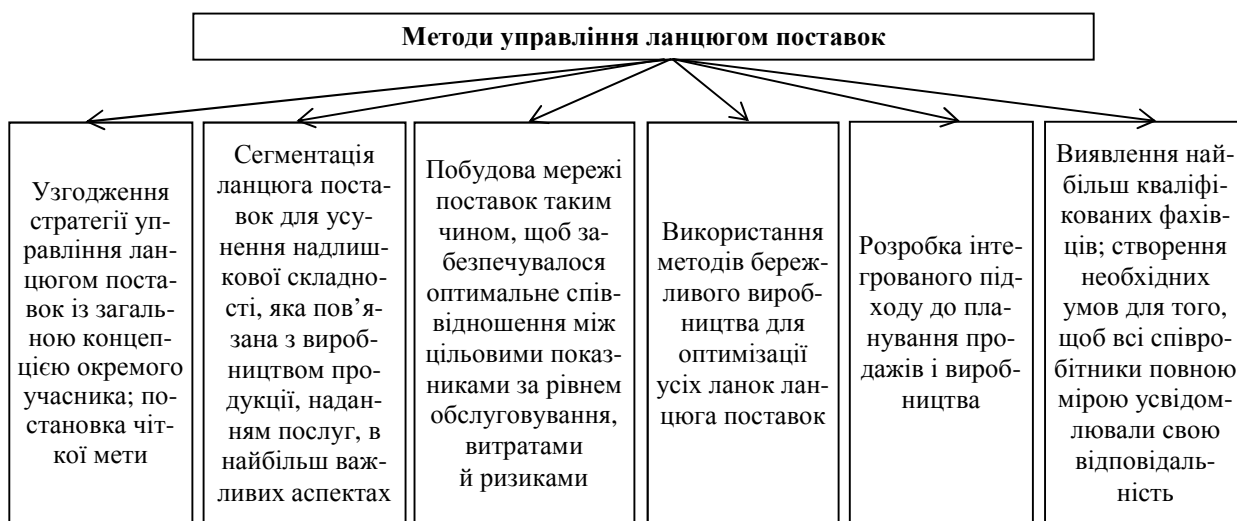 Методи управління ланцюгом поставок
Узгодження
стратегії уп-
равління лан-
цюгом поста-
вок із загаль-
ною концеп-
цією окремого
учасника; по-
становка чіт-
кої мети
Сегментація
ланцюга поста-
вок для усу-
нення надлиш-
кової складно-
сті, яка пов’я-
зана з вироб-
ництвом про-
дукції, надан-
ням послуг, в
найбільш важ-
ливих аспектах
Побудова мережі
поставок таким
чином, щоб за-
безпечувалося
оптимальне спів-
відношення між
цільовими показ-
никами за рівнем
обслуговування,
витратами
й ризиками
Використання
методів береж-
ливого вироб-
ництва для
оптимізації
усіх ланок лан-
цюга поставок
Розробка інте-
грованого під-
ходу до пла-
нування про-
дажів і вироб-
ництва
Виявлення най-
більш кваліфі-
кованих фахів-
ців; створення
необхідних
умов для того,
щоб всі співро-
бітники повною
мірою усвідом-
лювали свою
відповідаль-
ність